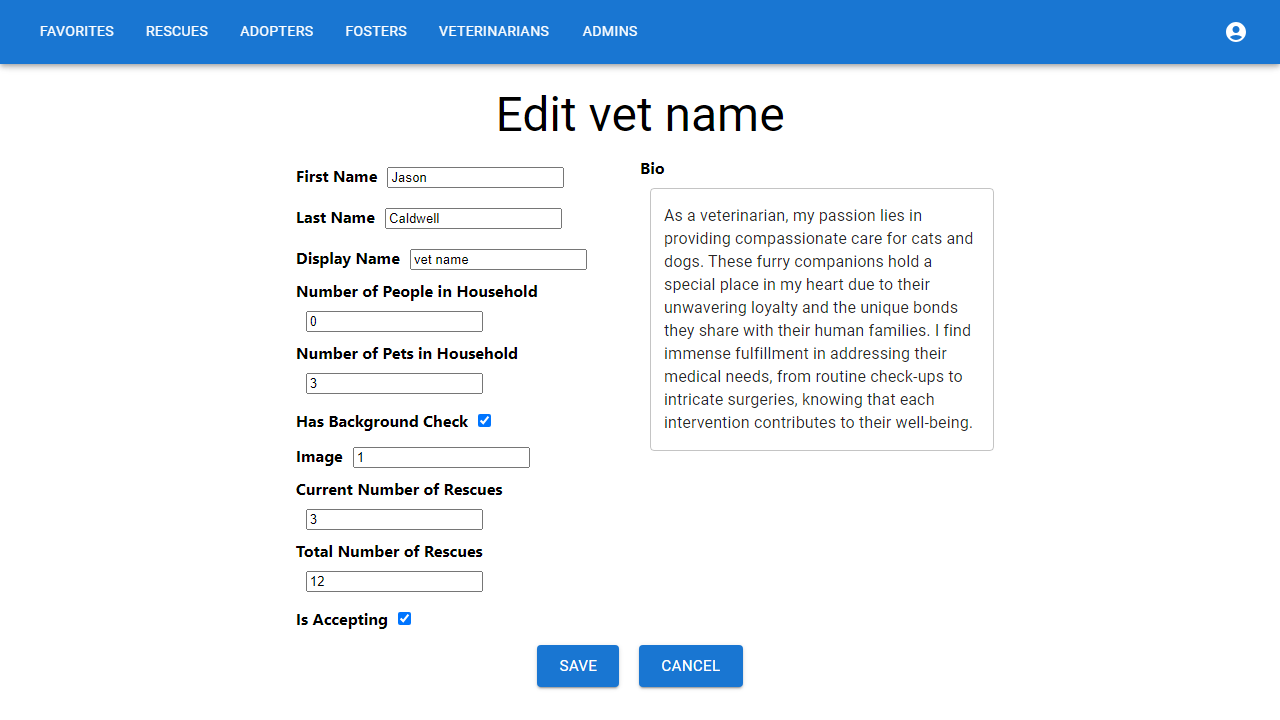 FAVORITES RESCUES ADOPTERS FOSTERS VETERINARIANS ADMINS
Edit vet name
First Name Jason
Last Name Caldwell
Display Name vet name
Number of People in Household
0
Number of Pets in Household
3
Has Background Check
Image 1
Current Number of Rescues
3
Total Number of Rescues
12
Is Accepting
Bio
As a veterinarian, my passion lies in
providing compassionate care for cats and
dogs. These furry companions hold a
special place in my heart due to their
unwavering loyalty and the unique bonds
they share with their human families. I find
immense fulfillment in addressing their
medical needs, from routine check-ups to
intricate surgeries, knowing that each
intervention contributes to their well-being.
SAVE CANCEL